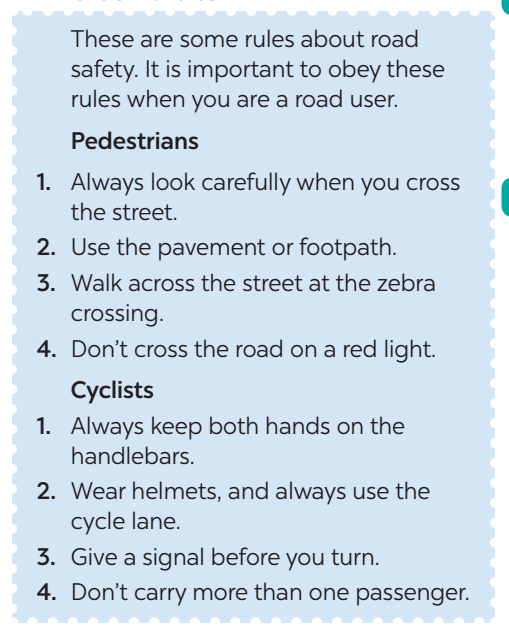 These are some rules about road
safety. It is important to obey these
rules when you are a road user.
Pedestrians
1. Always look carefully when you cross
the street.
2. Use the pavement or footpath.
3. Walk across the street at the zebra
crossing.
4. Don’t cross the road on a red light.
Cyclists
1. Always keep both hands on the
handlebars.
2. Wear helmets, and always use the
cycle lane.
3. Give a signal before you turn.
4. Don’t carry more than one passenger.